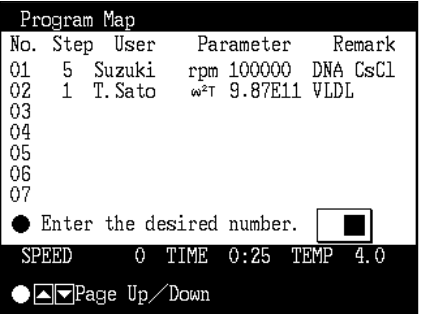 Program Map
No. Step User Parameter Remark
01 5 Suzuki rpm 100000 DNA CsCl
02 1 T.Sato ω²T 9.87E11 VLDL
03
04
05
06
07
● Enter the desired number.
SPEED 0 TIME 0:25 TEMP 4.0
●▲▼Page Up/Down